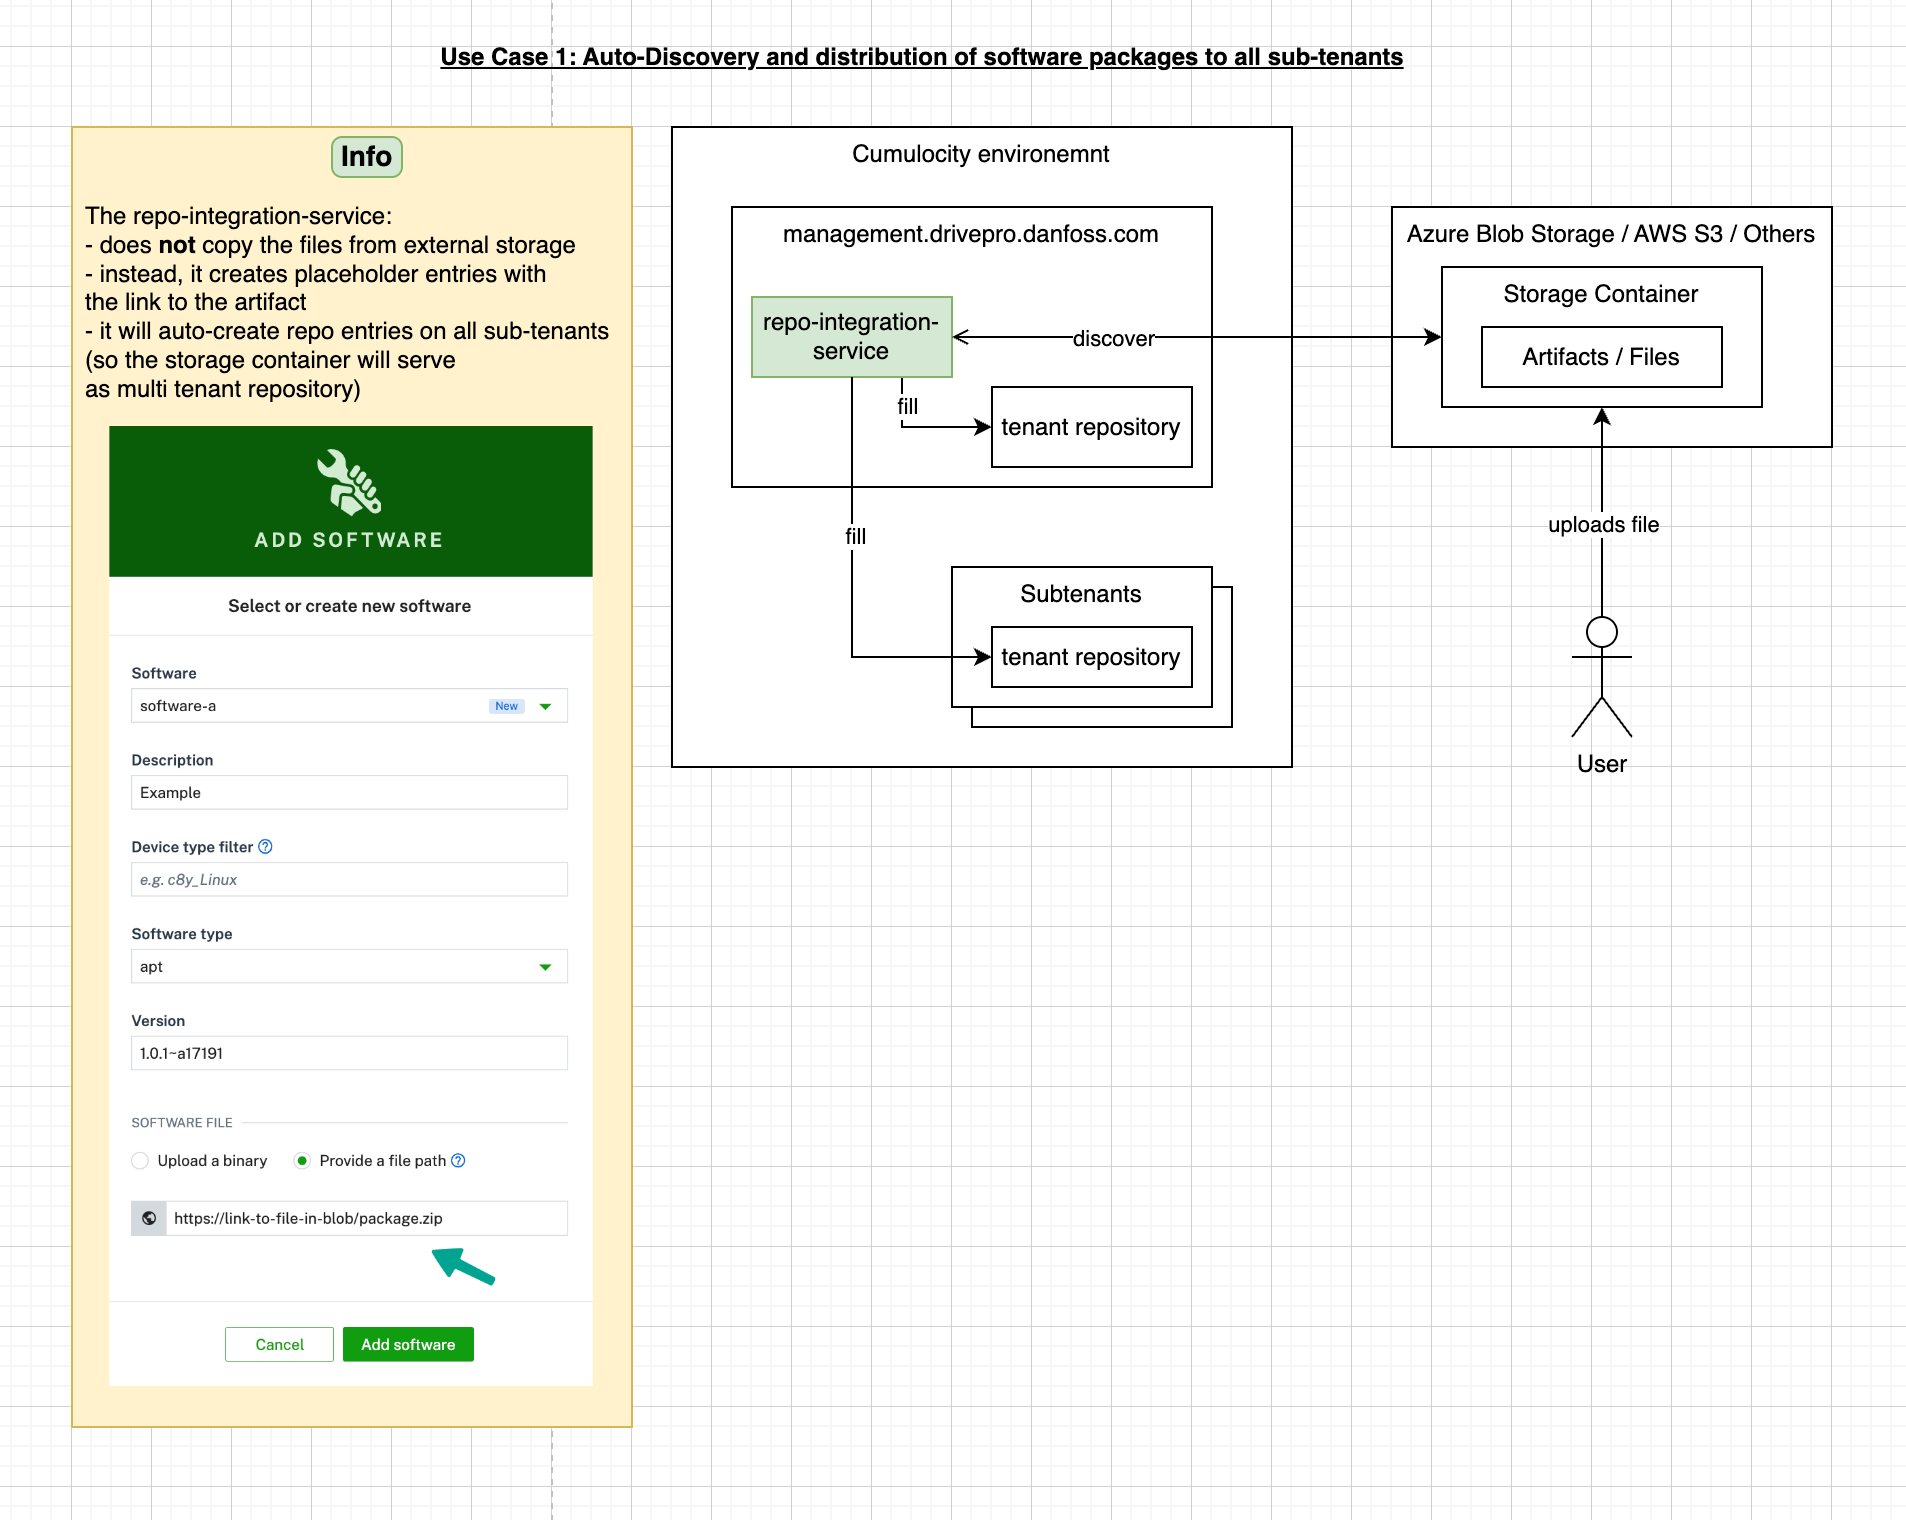 Use Case 1: Auto-Discovery and distribution of software packages to all sub-tenants
Info
The repo-integration-service:
- does not copy the files from external storage
- instead, it creates placeholder entries with
the link to the artifact
- it will auto-create repo entries on all sub-tenants
(so the storage container will serve
as multi tenant repository)
ADD SOFTWARE
Select or create new software
Software
software-a New
Description
Example
Device type filter
e.g. c8y_Linux
Software type
apt
Version
1.0.1~a17191
SOFTWARE FILE
Upload a binary Provide a file path
https://link-to-file-in-blob/package.zip
Cancel Add software
Cumulocity environemnt
management.drivepro.danfoss.com
repo-integration-
service
discover
fill
tenant repository
fill
Subtenants
tenant repository
Azure Blob Storage / AWS S3 / Others
Storage Container
Artifacts / Files
uploads file
User